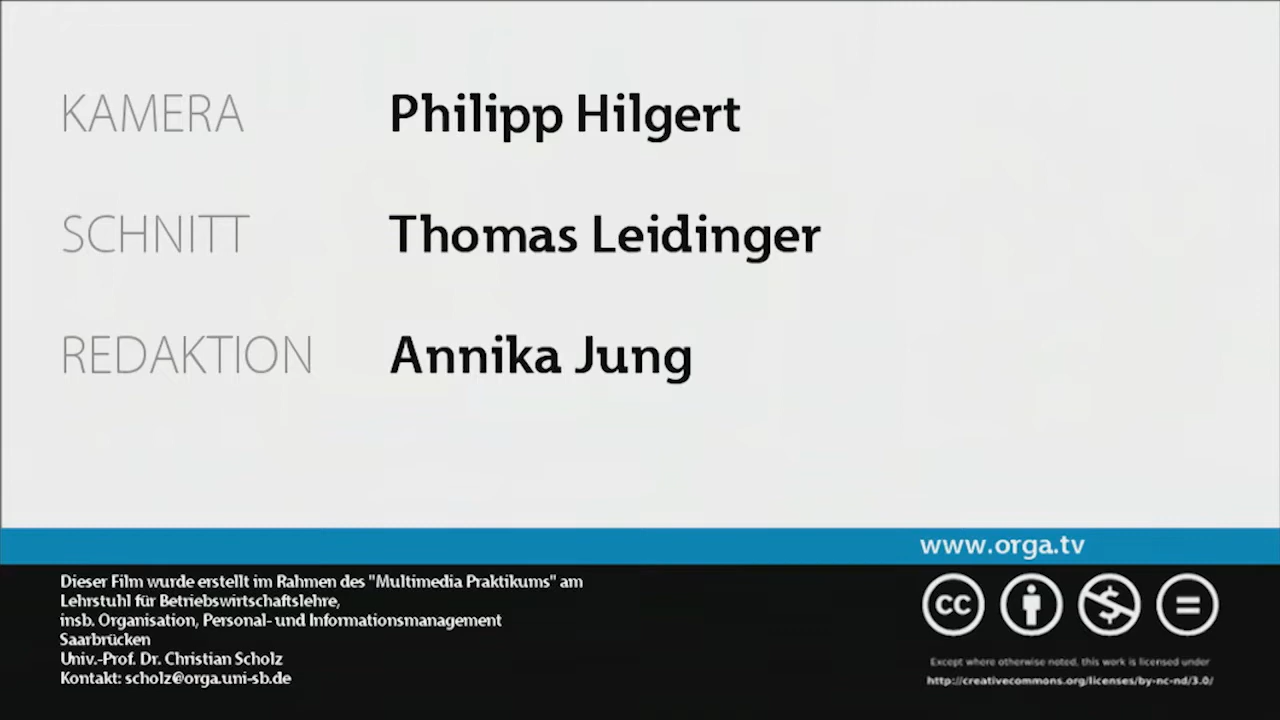 KAMERA Philipp Hilgert
SCHNITT Thomas Leidinger
REDAKTION Annika Jung
www.orga.tv
Dieser Film wurde erstellt im Rahmen des "Multimedia Praktikums" am
Lehrstuhl für Betriebswirtschaftslehre,
insb. Organisation, Personal- und Informationsmanagement
Saarbrücken
Univ.-Prof. Dr. Christian Scholz
Kontakt: scholz@orga.uni-sb.de
cc $ =
Except where otherwise noted, this work is licensed under
http://creativecommons.org/licenses/by-nc-nd/3.0/